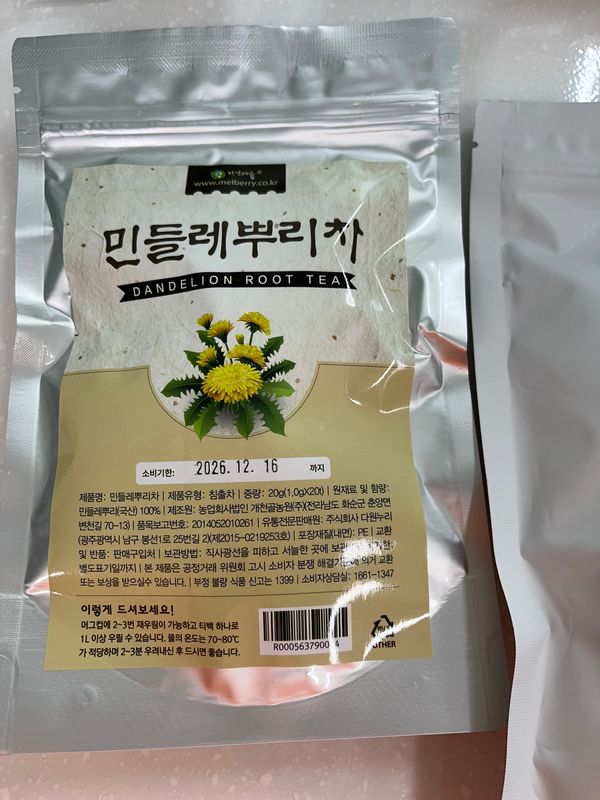 www.melberry.co.kr
민들레뿌리차
DANDELION ROOT TEA
소비기한: 2026. 12. 16 까지
제품명: 민들레뿌리차 | 제품유형: 침출차 | 중량: 20g(1.0gX20t) | 원재료 및 함량:
민들레뿌리(국산) 100% | 제조원: 농업회사법인 개천골농원(주)(전라남도 화순군 춘양면
변천길 70-13) | 품목보고번호: 2014052010261 | 유통전문판매원: 주식회사 다원누리
(광주광역시 남구 봉선1로 25번길 2)(제2015-0219253호) | 포장재질(내면): PE | 교환
및 반품: 판매구입처 | 보관방법: 직사광선을 피하고 서늘한 곳에
별도표기일까지 | 본 제품은 공정거래 위원회 고시 소비자 분쟁 의거 교환
또는 보상을 받으실수 있습니다. | 부정 불량 식품 신고는 1399 | 소비자상담실: 1661-1347
이렇게 드셔보세요!
머그컵에 2~3번 재우림이 가능하고 티백 하나로
1L 이상 우릴 수 있습니다. 물의 온도는 70~80℃
가 적당하며 2~3분 우려내신 후 드시면 좋습니다.
OTHER